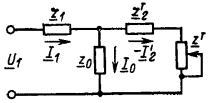 z₁ z₂ʳ
U₁ I₁ z₀ I₀ -I₂ʳ zʳ